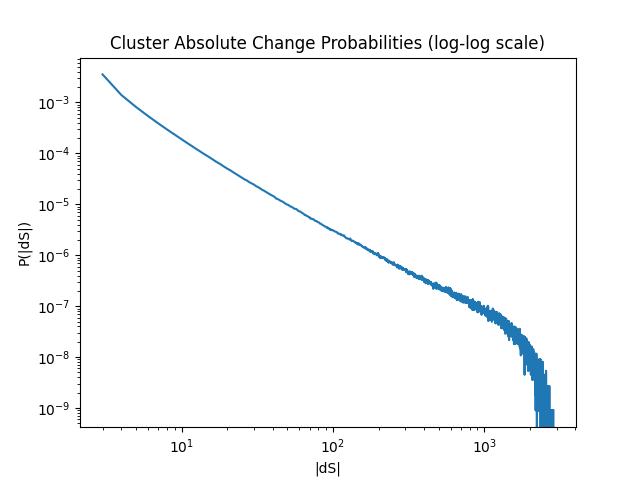 Cluster Absolute Change Probabilities (log-log scale)
P(|dS|)
10⁻³
10⁻⁴
10⁻⁵
10⁻⁶
10⁻⁷
10⁻⁸
10⁻⁹
10¹ 10² 10³
|dS|